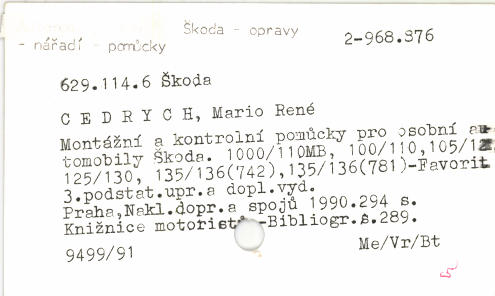 Škoda - opravy
- nářadí - pomůcky
2-968.876
629.114.6 Škoda
C E D R Y C H, Mario René
Montážní a kontrolní pomůcky pro osobní au-
tomobily Škoda. 1000/110MB, 100/110,105/12
125/130, 135/136(742),135/136(781)-Favorit
3.podstat.upr.a dopl.vyd.
Praha,Nakl.dopr.a spojů 1990.294 s.
Knižnice motoristů -Bibliogr.s.289.
9499/91
Me/Vr/Bt